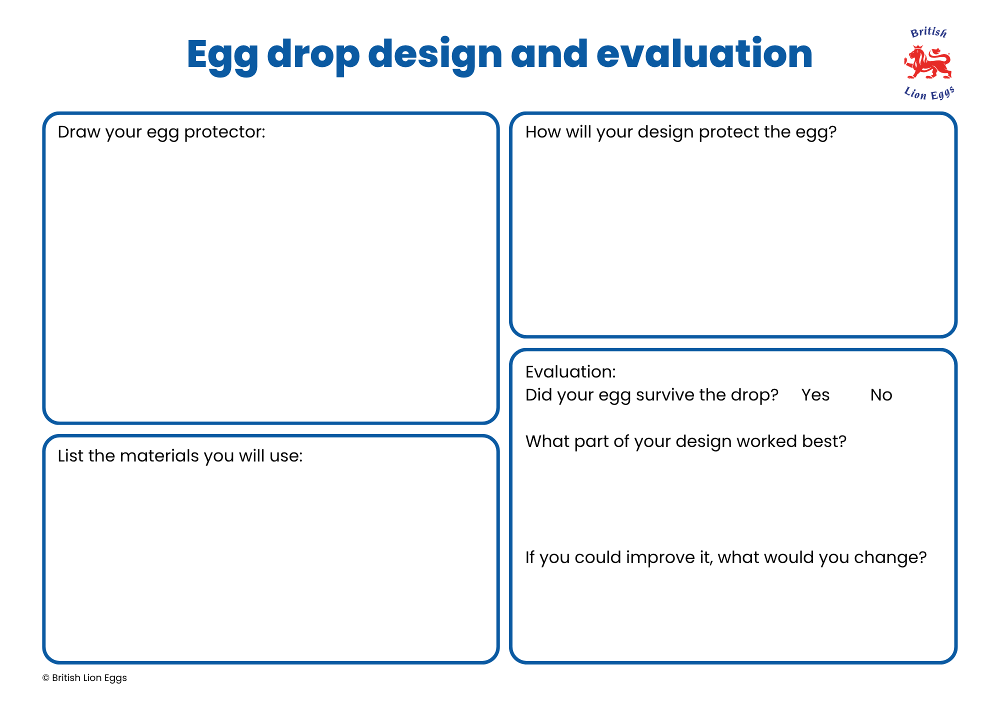 Egg drop design and evaluation
British
Lion Eggs
Draw your egg protector:
List the materials you will use:
How will your design protect the egg?
Evaluation:
Did your egg survive the drop? Yes No
What part of your design worked best?
If you could improve it, what would you change?
© British Lion Eggs